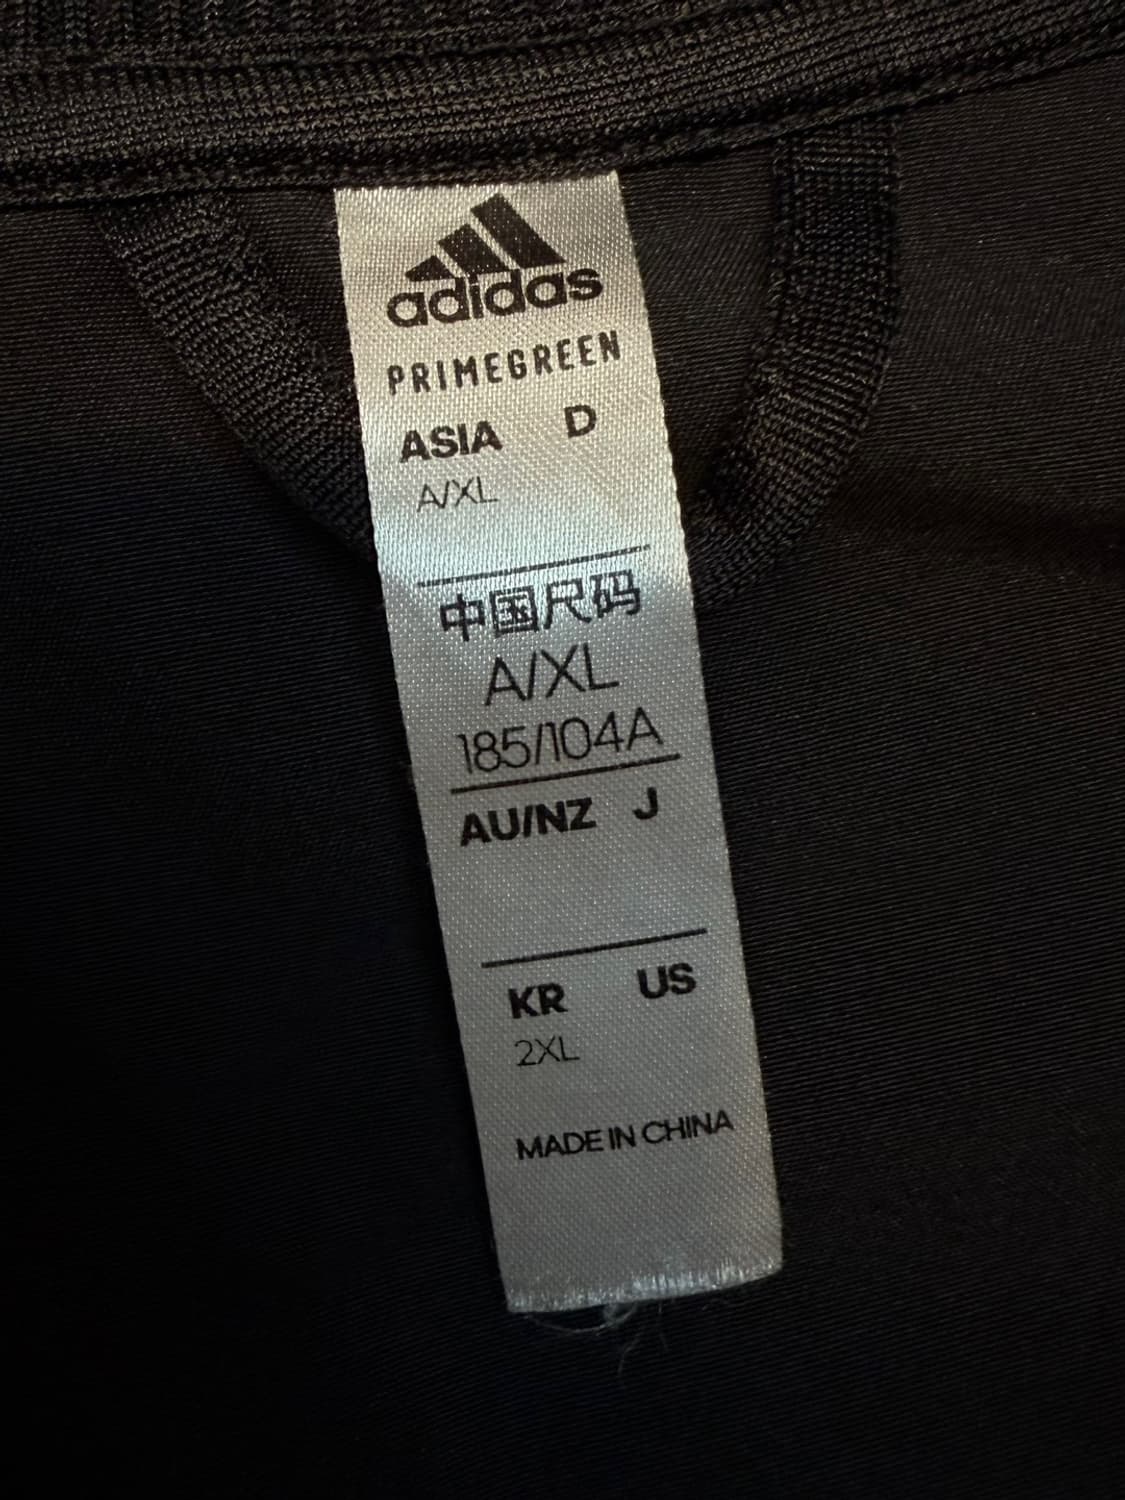 adidas
PRIMEGREEN
ASIA D
A/XL
中国尺码
A/XL
185/104A
AU/NZ J
KR US
2XL
MADE IN CHINA